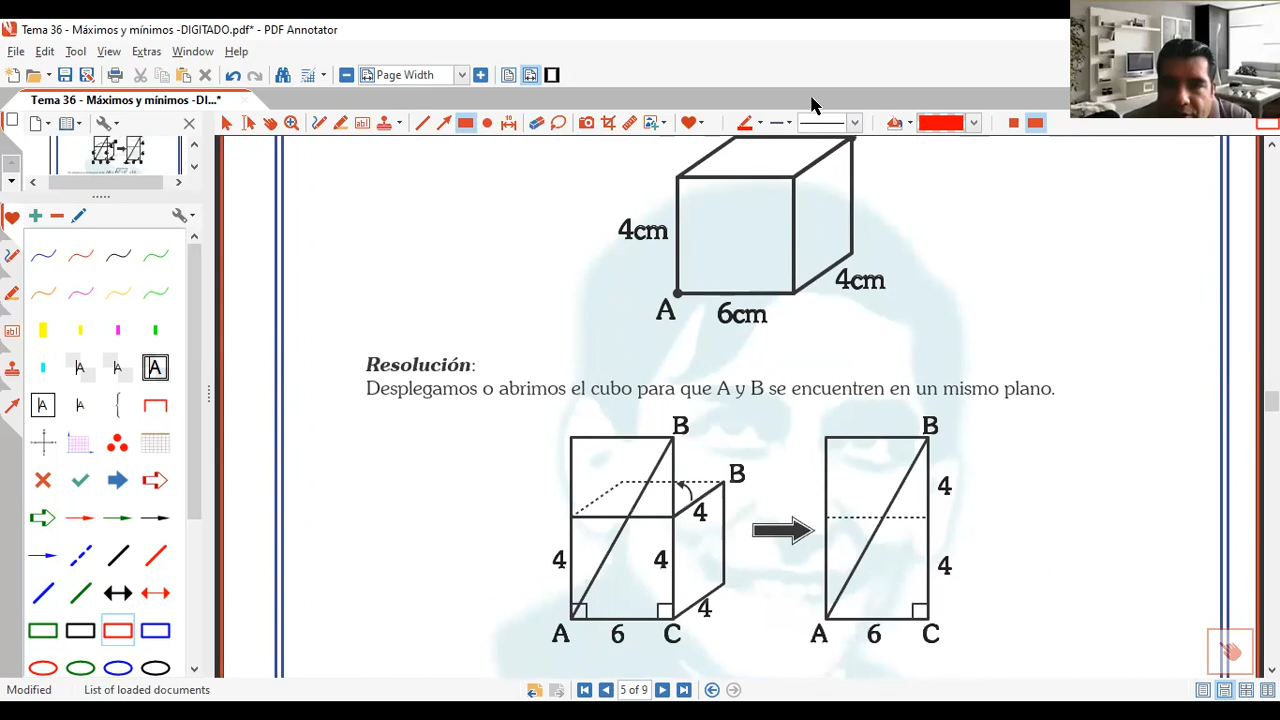 Tema 36 - Máximos y mínimos -DIGITADO.pdf* - PDF Annotator
File Edit Tool View Extras Window Help
Page Width
Tema 36 - Máximos y mínimos -DI...*
4cm
4cm
A
6cm
Resolución:
Desplegamos o abrimos el cubo para que A y B se encuentren en un mismo plano.
B
B
B
4
4
4
4
4
4
A 6 C
A 6 C
Modified List of loaded documents
5 of 9